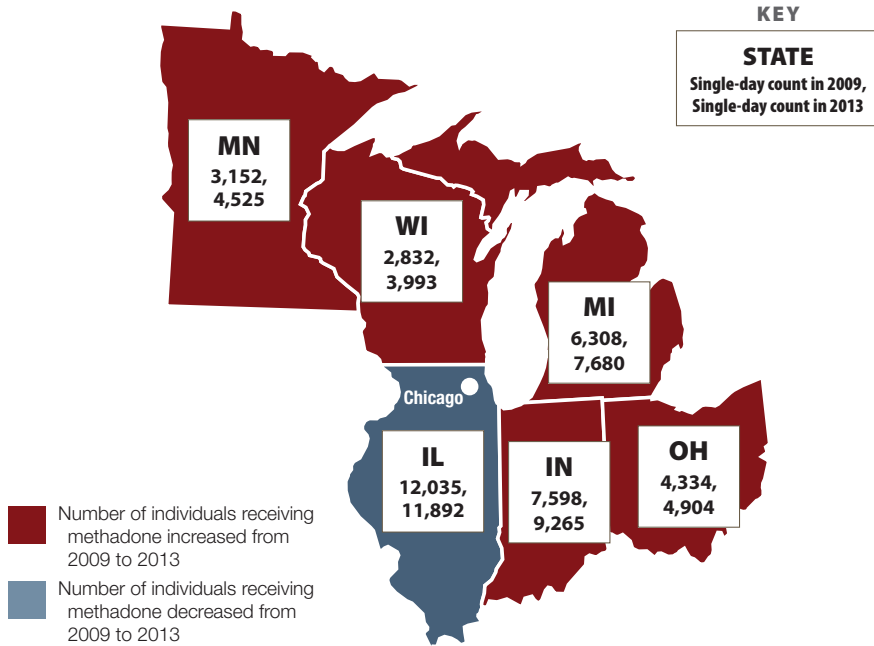 KEY
STATE
Single-day count in 2009,
Single-day count in 2013
MN
3,152,
4,525
WI
2,832,
3,993
MI
6,308,
7,680
Chicago
IL
12,035,
11,892
IN
7,598,
9,265
OH
4,334,
4,904
Number of individuals receiving
methadone increased from
2009 to 2013
Number of individuals receiving
methadone decreased from
2009 to 2013